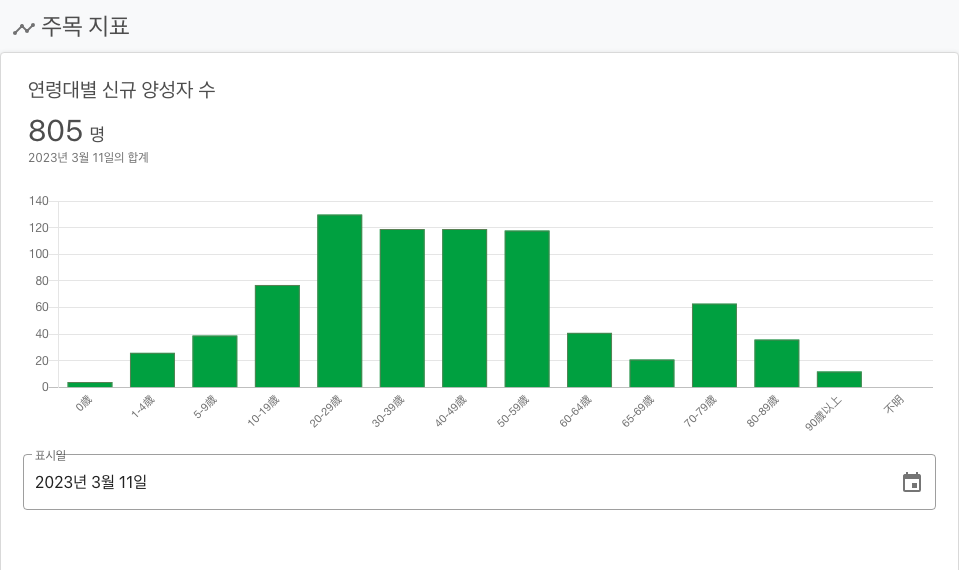 주목 지표
연령대별 신규 양성자 수
805 명
2023년 3월 11일의 합계
140
120
100
80
60
40
20
0
0歳
1-4歳
5-9歳
10-19歳
20-29歳
30-39歳
40-49歳
50-59歳
60-64歳
65-69歳
70-79歳
80-89歳
90歳以上
不明
표시일
2023년 3월 11일